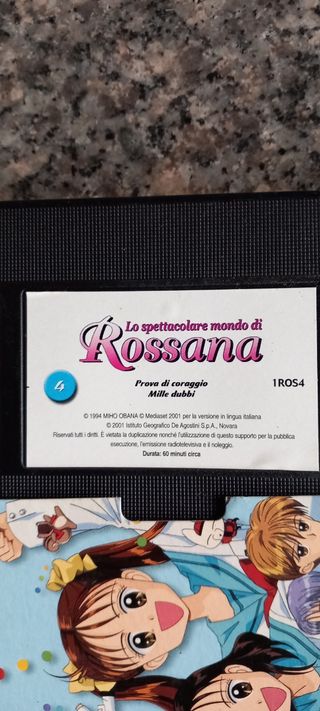 Lo spettacolare mondo di
Rossana
4
Prova di coraggio
1ROS4
Mille dubbi
© 1994 MIHO OBANA © Mediaset 2001 per la versione in lingua italiana
© 2001 Istituto Geografico De Agostini S.p.A., Novara
Riservati tutti i diritti. È vietata la duplicazione nonché l'utilizzazione di questo supporto per la pubblica
esecuzione, l'emissione radiotelevisiva e il noleggio.
Durata: 60 minuti circa